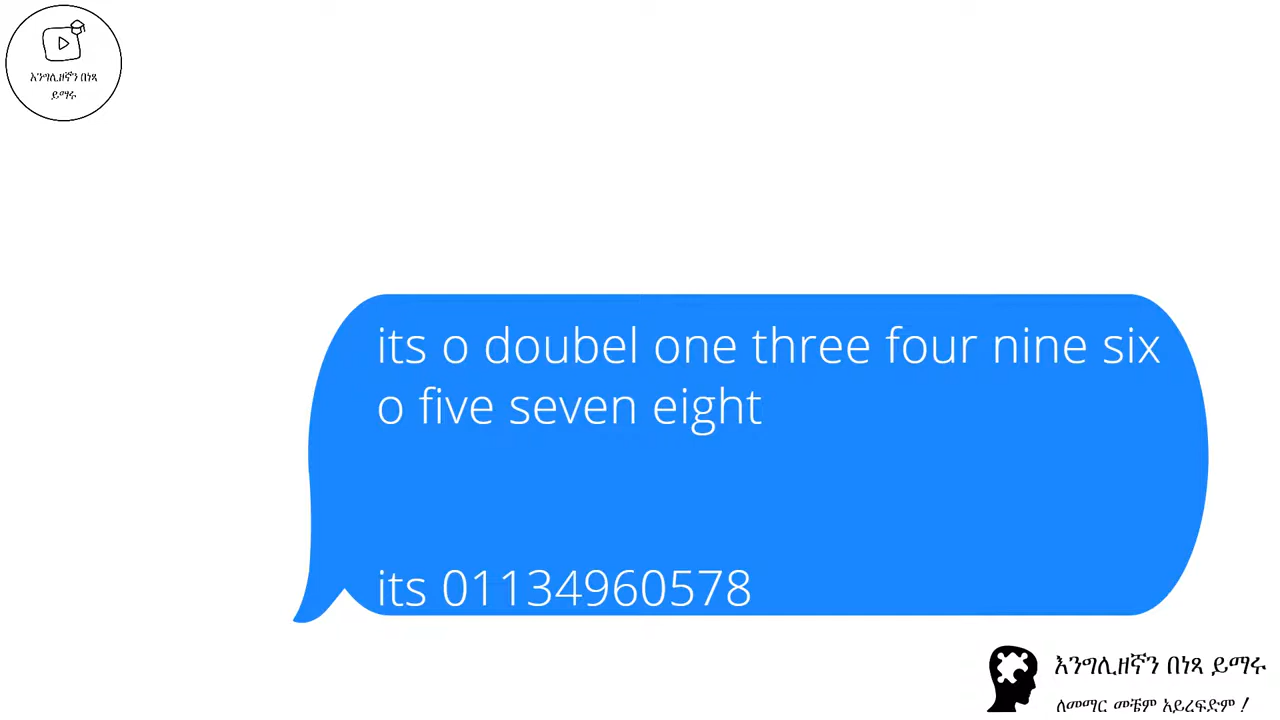 እንግሊዘኛን በነጻ
ይማሩ
its o doubel one three four nine six
o five seven eight
its 01134960578
እንግሊዘኛን በነጻ ይማሩ
ለመማር መቼም አይረፍድም !